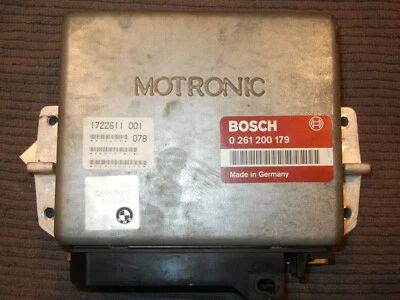 MOTRONIC
1722611 001
078
BOSCH
0 261 200 179
Made in Germany